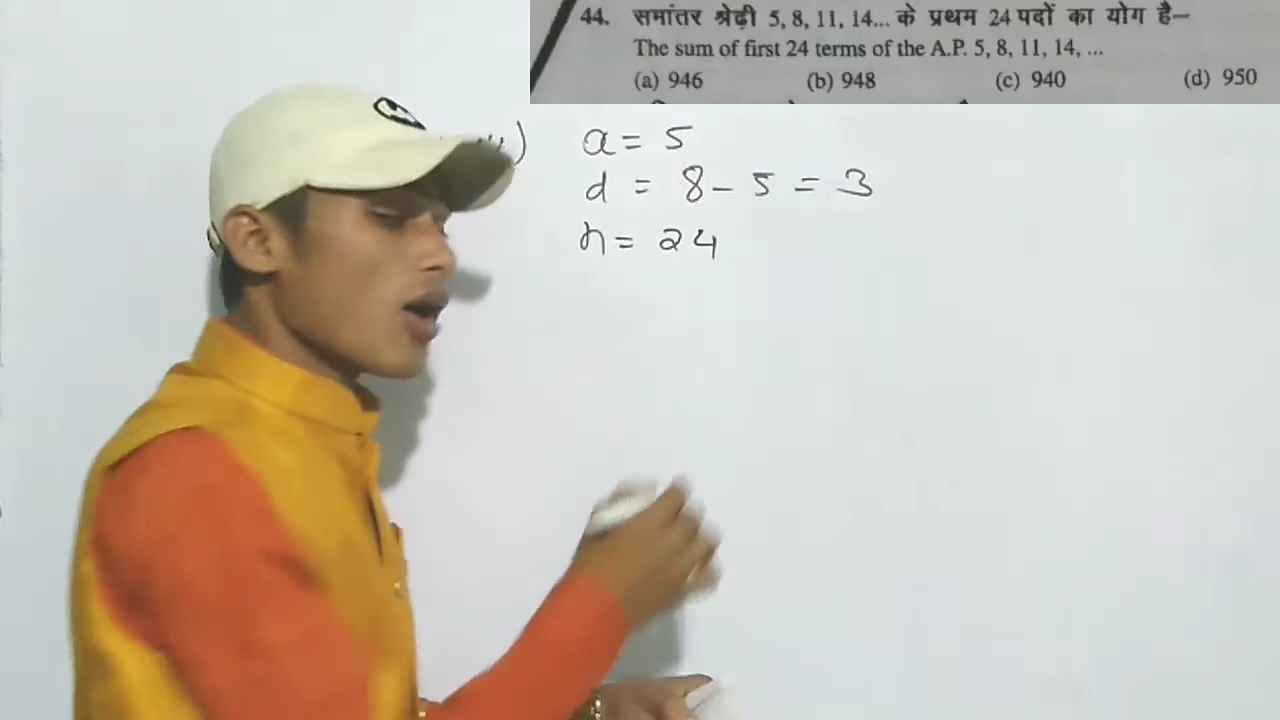 44. समांतर श्रेढ़ी 5, 8, 11, 14... के प्रथम 24 पदों का योग है–
The sum of first 24 terms of the A.P. 5, 8, 11, 14, ...
(a) 946 (b) 948 (c) 940 (d) 950
a = 5
d = 8 - 5 = 3
n = 24